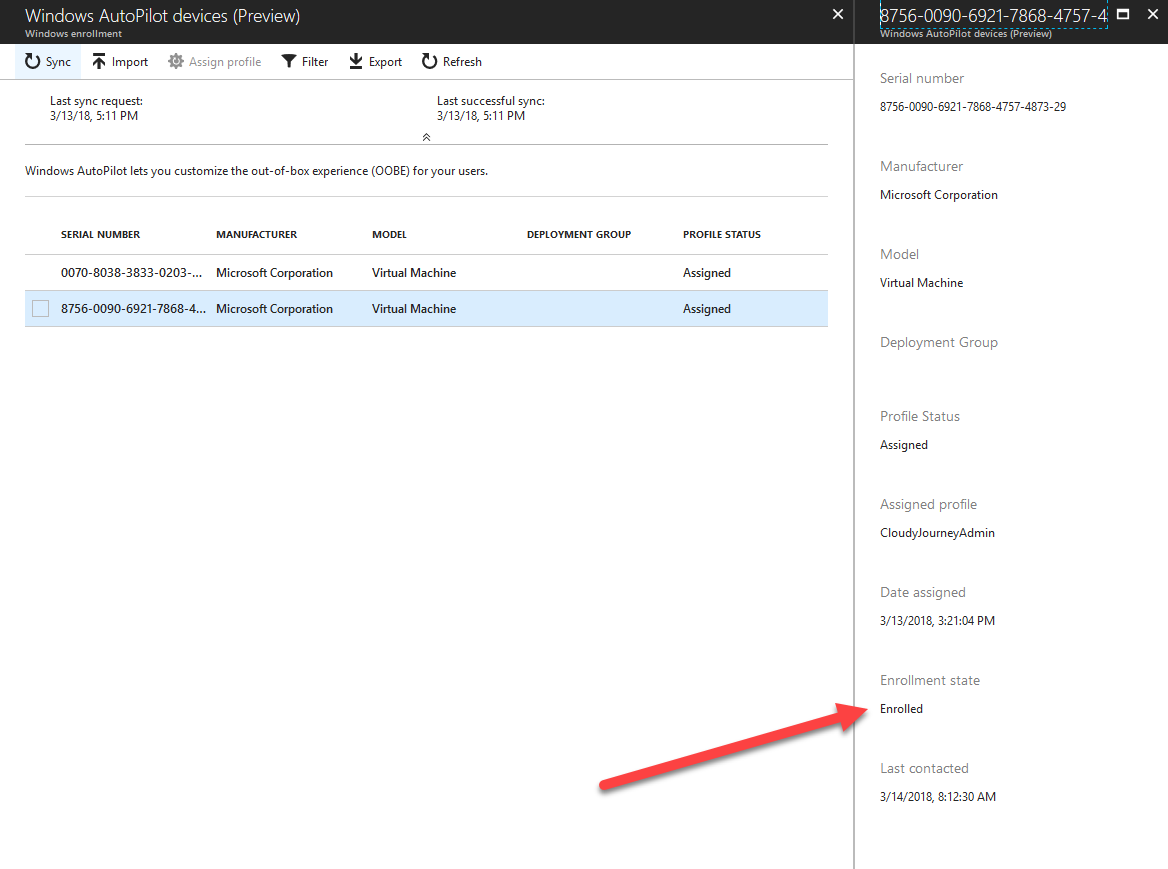 Windows AutoPilot devices (Preview)
Windows enrollment
Sync Import Assign profile Filter Export Refresh
Last sync request:
3/13/18, 5:11 PM
Last successful sync:
3/13/18, 5:11 PM
Windows AutoPilot lets you customize the out-of-box experience (OOBE) for your users.
SERIAL NUMBER MANUFACTURER MODEL DEPLOYMENT GROUP PROFILE STATUS
0070-8038-3833-0203-... Microsoft Corporation Virtual Machine Assigned
8756-0090-6921-7868-4... Microsoft Corporation Virtual Machine Assigned
8756-0090-6921-7868-4757-4
Windows AutoPilot devices (Preview)
Serial number
8756-0090-6921-7868-4757-4873-29
Manufacturer
Microsoft Corporation
Model
Virtual Machine
Deployment Group
Profile Status
Assigned
Assigned profile
CloudyJourneyAdmin
Date assigned
3/13/2018, 3:21:04 PM
Enrollment state
Enrolled
Last contacted
3/14/2018, 8:12:30 AM